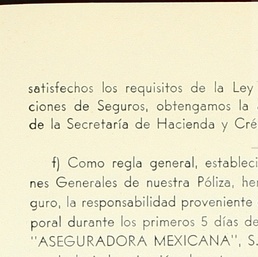 satisfechos los requisitos de la Ley
ciones de Seguros, obtengamos la
de la Secretaría de Hacienda y Cré
f) Como regla general, estableci
nes Generales de nuestra Póliza, he
guro, la responsabilidad proveniente
poral durante los primeros 5 días de
"ASEGURADORA MEXICANA", S.